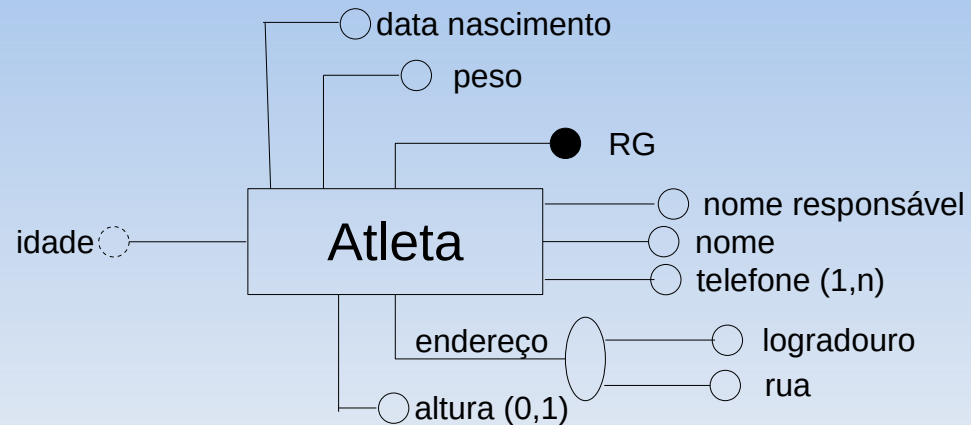 data nascimento
peso
RG
nome responsável
idade
Atleta
nome
telefone (1,n)
endereço
logradouro
rua
altura (0,1)